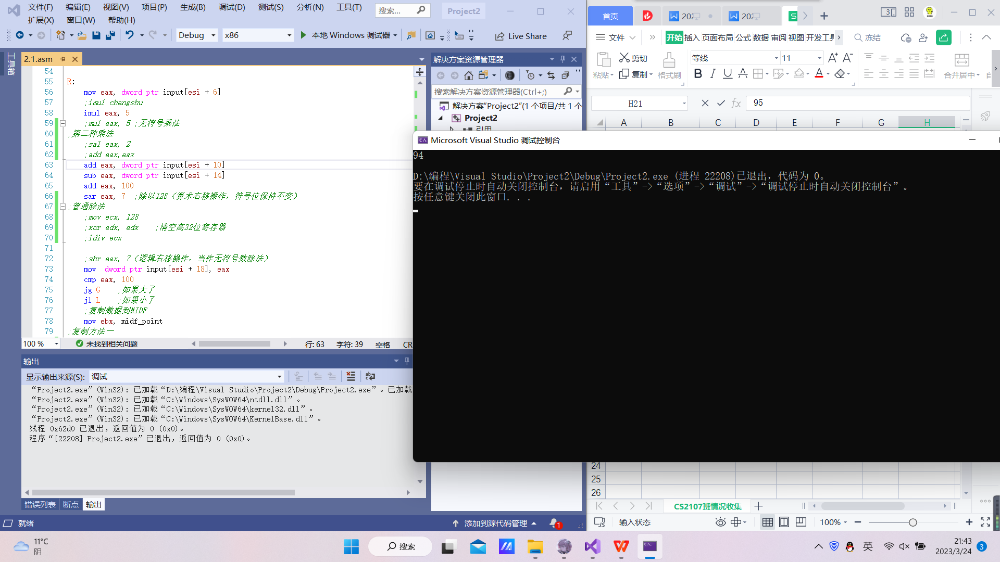 文件(F) 编辑(E) 视图(V) 项目(P) 生成(B) 调试(D) 测试(S) 分析(N) 工具(T) 搜索... Project2
扩展(X) 窗口(W) 帮助(H)
Debug x86 本地 Windows 调试器 Live Share
工具箱
2.1.asm
54
55 R:
56 mov eax, dword ptr input[esi + 6]
57 ;imul chengshu
58 imul eax, 5
59 ;mul eax, 5 ;无符号乘法
60 ;第二种乘法
61 ;sal eax, 2
62 ;add eax,eax
63 add eax, dword ptr input[esi + 10]
64 sub eax, dword ptr input[esi + 14]
65 add eax, 100
66 sar eax, 7 ;除以128（算术右移操作，符号位保持不变）
67 ;普通除法
68 ;mov ecx, 128
69 ;xor edx, edx ;清空高32位寄存器
70 ;idiv ecx
71
72 ;shr eax, 7（逻辑右移操作，当作无符号数除法）
73 mov dword ptr input[esi + 18], eax
74 cmp eax, 100
75 jg G ;如果大了
76 jl L ;如果小了
77 ;复制数据到MIDF
78 mov ebx, midf_point
79 ;复制方法一
100 % 未找到相关问题 行: 63 字符: 39 空格 CR
输出
显示输出来源(S): 调试
“Project2.exe”(Win32): 已加载“D:\编程\Visual Studio\Project2\Debug\Project2.exe”。已加载
“Project2.exe”(Win32): 已加载“C:\Windows\SysWOW64\ntdll.dll”。
“Project2.exe”(Win32): 已加载“C:\Windows\SysWOW64\kernel32.dll”。
“Project2.exe”(Win32): 已加载“C:\Windows\SysWOW64\KernelBase.dll”。
线程 0x62d0 已退出，返回值为 0 (0x0)。
程序“[22208] Project2.exe”已退出，返回值为 0 (0x0)。
错误列表 断点 输出
就绪 添加到源代码管理 1
解决方案资源管理器
搜索解决方案资源管理器(Ctrl+;)
解决方案“Project2”(1 个项目/共 1 个
Project2
引用
Microsoft Visual Studio 调试控制台
94
D:\编程\Visual Studio\Project2\Debug\Project2.exe (进程 22208)已退出，代码为 0。
要在调试停止时自动关闭控制台，请启用“工具”->“选项”->“调试”->“调试停止时自动关闭控制台”。
按任意键关闭此窗口. . .
首页 W 202 W 202 S 3
文件 开始 插入 页面布局 公式 数据 审阅 视图 开发工具 冻结
剪切 等线 11
粘贴 复制 格式刷 B I U A 合并居中
H21 fx 95
A B C D E F G H
24
25
26
CS2107班情况收集
输入状态 100%
11°C
阴
搜索
英
21:43
2023/3/24 3